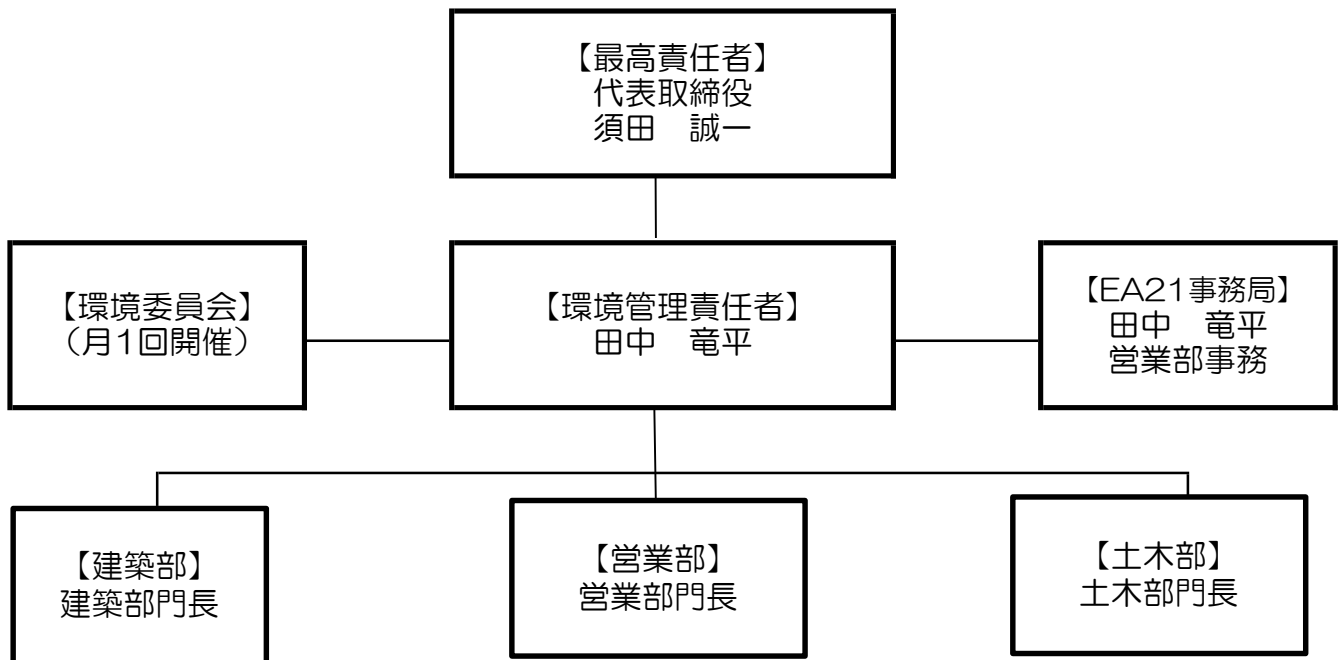 【最高責任者】
代表取締役
須田　誠一
【環境委員会】
（月1回開催）
【環境管理責任者】
田中　竜平
【EA21事務局】
田中　竜平
営業部事務
【建築部】
建築部門長
【営業部】
営業部門長
【土木部】
土木部門長